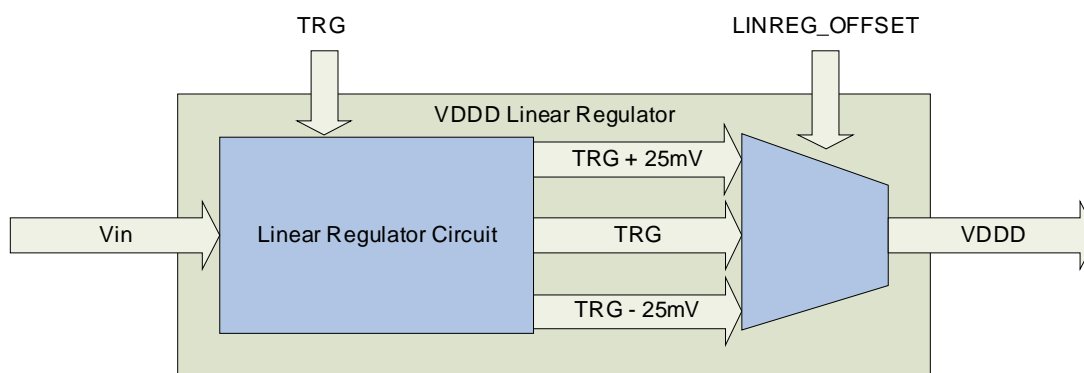 TRG
LINREG_OFFSET
VDDD Linear Regulator
TRG + 25mV
Vin
Linear Regulator Circuit
TRG
VDDD
TRG - 25mV